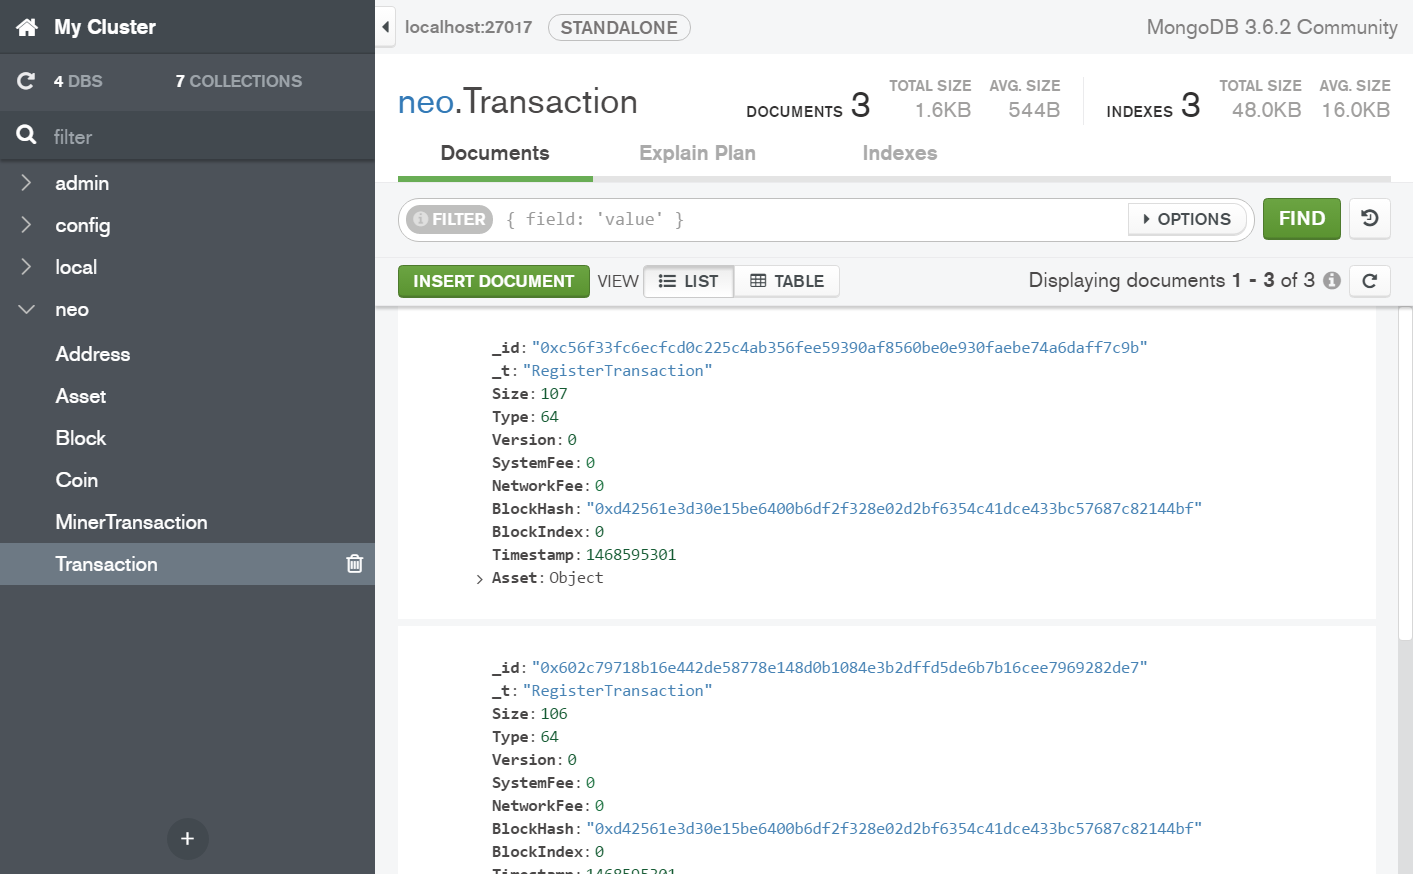 My Cluster
4 DBS 7 COLLECTIONS
filter
admin
config
local
neo
Address
Asset
Block
Coin
MinerTransaction
Transaction
+
localhost:27017 STANDALONE MongoDB 3.6.2 Community
neo.Transaction
DOCUMENTS 3 TOTAL SIZE 1.6KB AVG. SIZE 544B
INDEXES 3 TOTAL SIZE 48.0KB AVG. SIZE 16.0KB
Documents Explain Plan Indexes
FILTER { field: 'value' } OPTIONS FIND
INSERT DOCUMENT VIEW LIST TABLE Displaying documents 1 - 3 of 3
_id: "0xc56f33fc6ecfcd0c225c4ab356fee59390af8560be0e930faebe74a6daff7c9b"
_t: "RegisterTransaction"
Size: 107
Type: 64
Version: 0
SystemFee: 0
NetworkFee: 0
BlockHash: "0xd42561e3d30e15be6400b6df2f328e02d2bf6354c41dce433bc57687c82144bf"
BlockIndex: 0
Timestamp: 1468595301
Asset: Object
_id: "0x602c79718b16e442de58778e148d0b1084e3b2dffd5de6b7b16cee7969282de7"
_t: "RegisterTransaction"
Size: 106
Type: 64
Version: 0
SystemFee: 0
NetworkFee: 0
BlockHash: "0xd42561e3d30e15be6400b6df2f328e02d2bf6354c41dce433bc57687c82144bf"
BlockIndex: 0
Timestamp: 1468595301